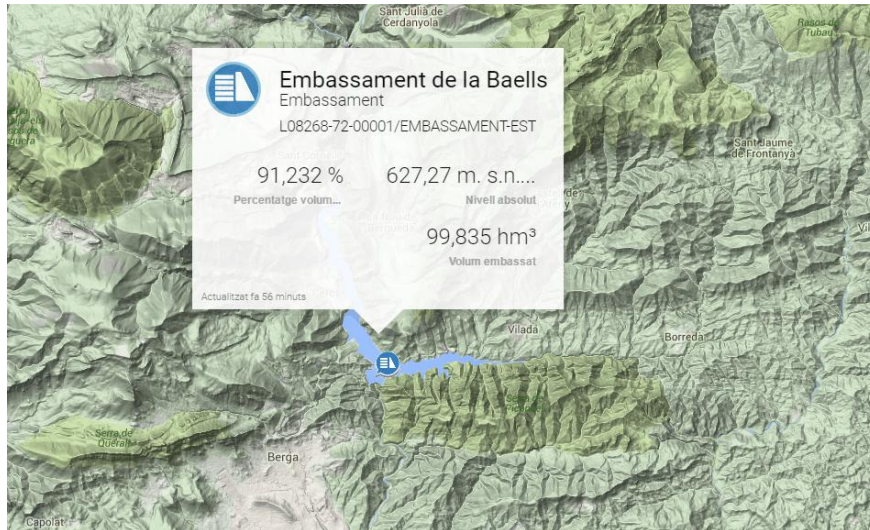 Sant Julià de
Cerdanyola
Rasos de
Tubau
Embassament de la Baells
Embassament
L08268-72-00001/EMBASSAMENT-EST
Sant Jaume
de Frontanyà
91,232 %
627,27 m. s.n....
Percentatge volum...
Nivell absolut
99,835 hm³
Volum embassat
Actualitzat fa 56 minuts
Vilada
Borredà
Serra de
Queralt
Berga
Capolat